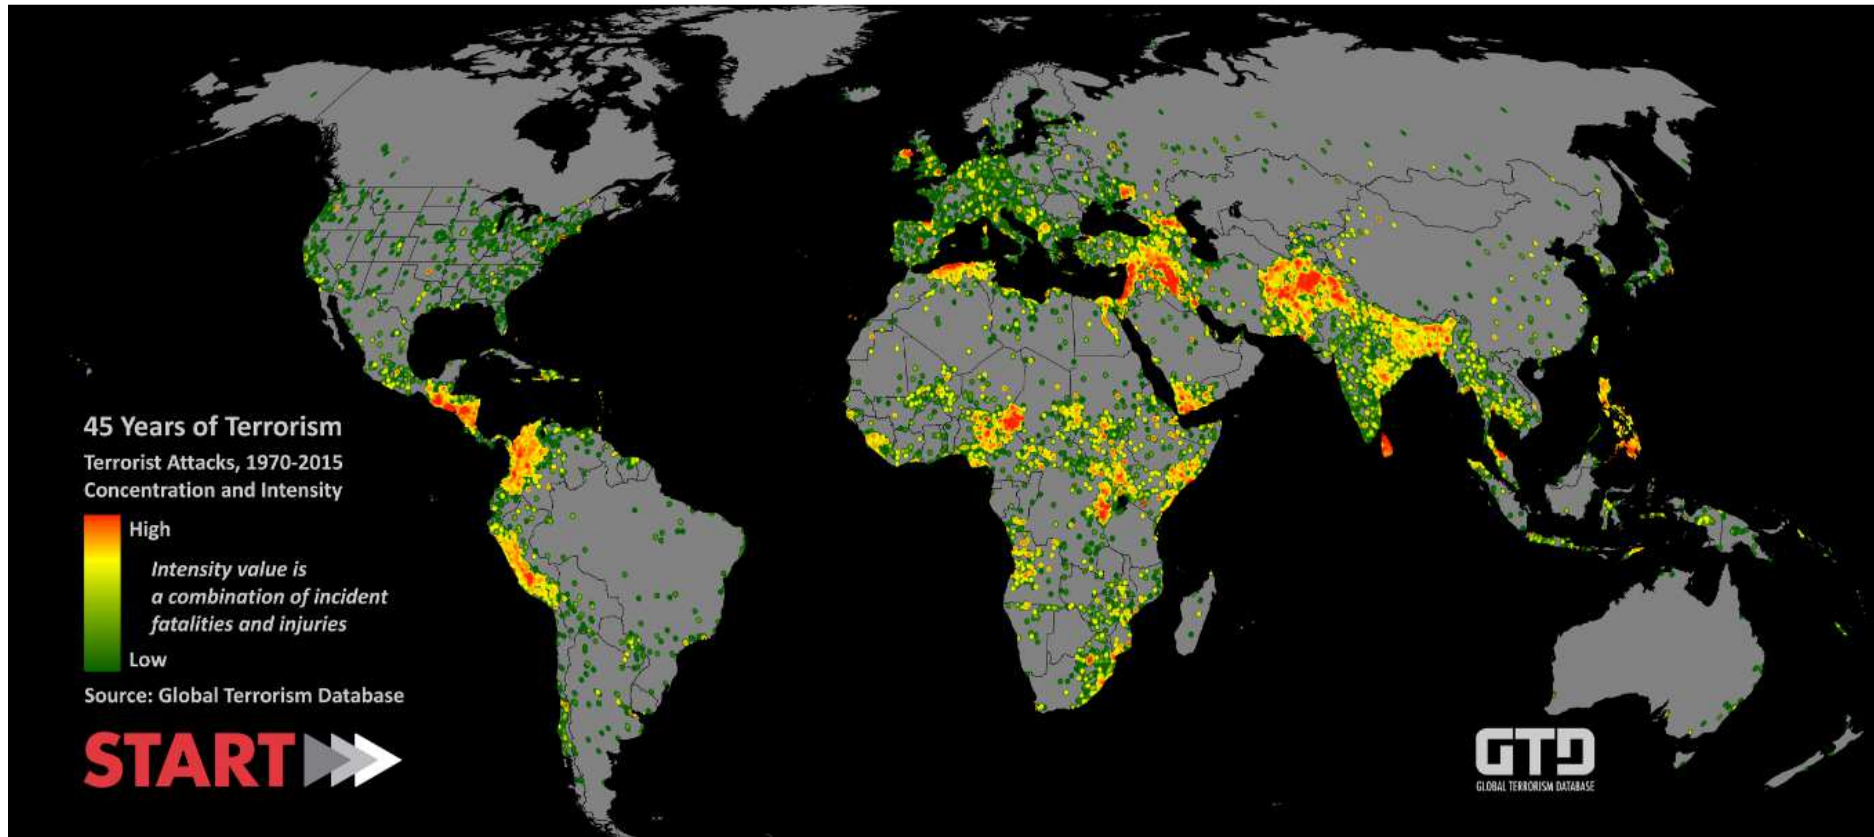 45 Years of Terrorism
Terrorist Attacks, 1970-2015
Concentration and Intensity
High
Intensity value is
a combination of incident
fatalities and injuries
Low
Source: Global Terrorism Database
START
GTD
GLOBAL TERRORISM DATABASE